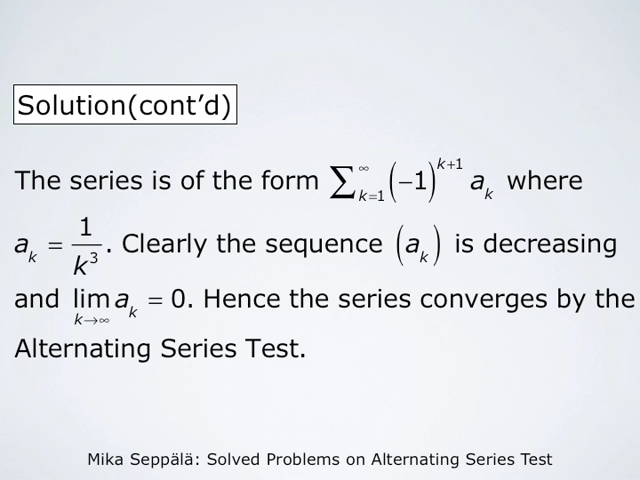 Solution(cont’d)
The series is of the form ∑_{k=1}^{∞} (−1)^{k+1} a_k where
a_k = 1/k^3. Clearly the sequence (a_k) is decreasing
and lim_{k→∞} a_k = 0. Hence the series converges by the
Alternating Series Test.
Mika Seppälä: Solved Problems on Alternating Series Test